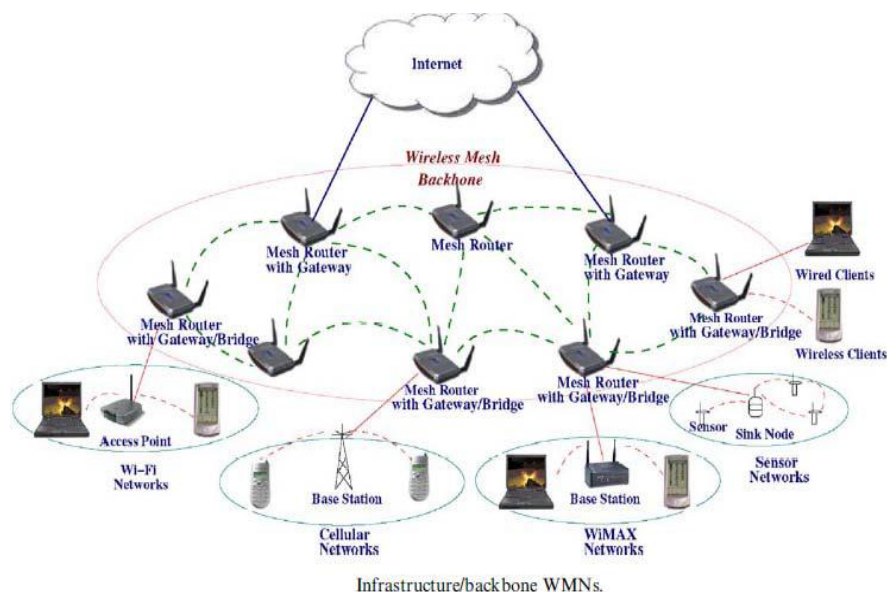 Internet
Wireless Mesh
Backbone
Mesh Router
with Gateway
Mesh Router
Mesh Router
with Gateway
Wired Clients
Mesh Router
with Gateway/Bridge
Mesh Router
with Gateway/Bridge
Wireless Clients
Mesh Router
with Gateway/Bridge
Mesh Router
with Gateway/Bridge
Access Point
Wi-Fi
Networks
Sensor
Sink Node
Sensor
Networks
Base Station
Cellular
Networks
Base Station
WiMAX
Networks
Infrastructure/backbone WMNs.